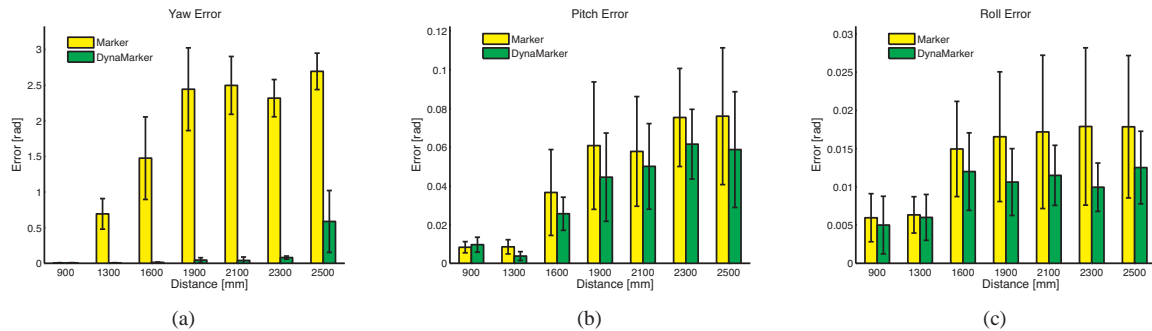 Yaw Error
3
2.5
2
1.5
1
0.5
0
Error [rad]
Marker
DynaMarker
900 1300 1600 1900 2100 2300 2500
Distance [mm]
(a)
Pitch Error
0.12
0.1
0.08
0.06
0.04
0.02
0
Error [rad]
Marker
DynaMarker
900 1300 1600 1900 2100 2300 2500
Distance [mm]
(b)
Roll Error
0.03
0.025
0.02
0.015
0.01
0.005
0
Error [rad]
Marker
DynaMarker
900 1300 1600 1900 2100 2300 2500
Distance [mm]
(c)